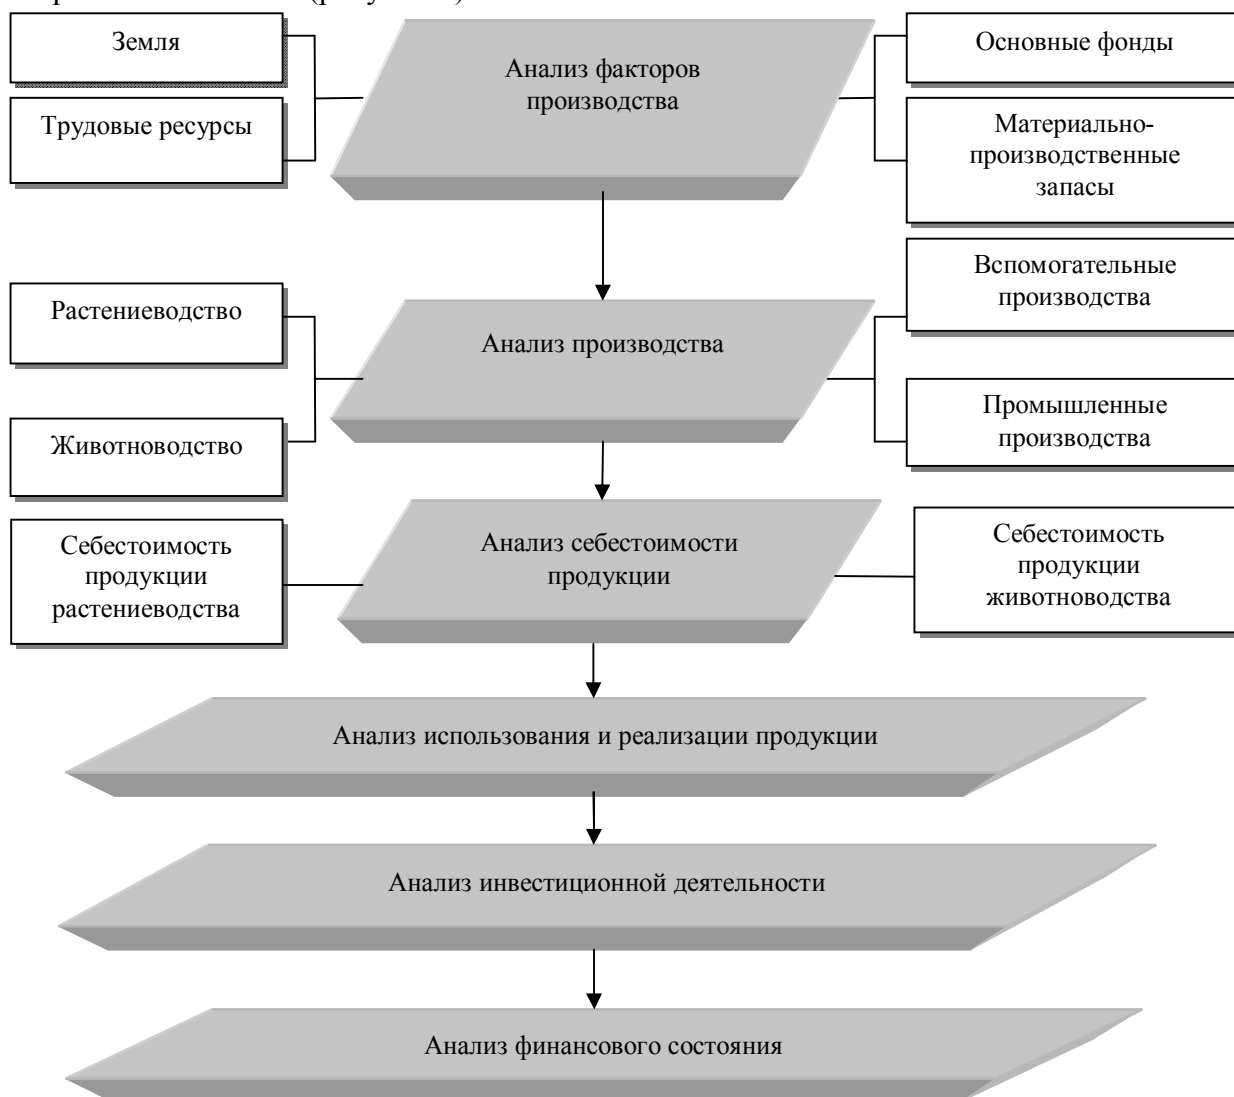 Земля
Трудовые ресурсы
Анализ факторов
производства
Основные фонды
Материально-
производственные
запасы
Растениеводство
Животноводство
Анализ производства
Вспомогательные
производства
Промышленные
производства
Себестоимость
продукции
растениеводства
Анализ себестоимости
продукции
Себестоимость
продукции
животноводства
Анализ использования и реализации продукции
Анализ инвестиционной деятельности
Анализ финансового состояния